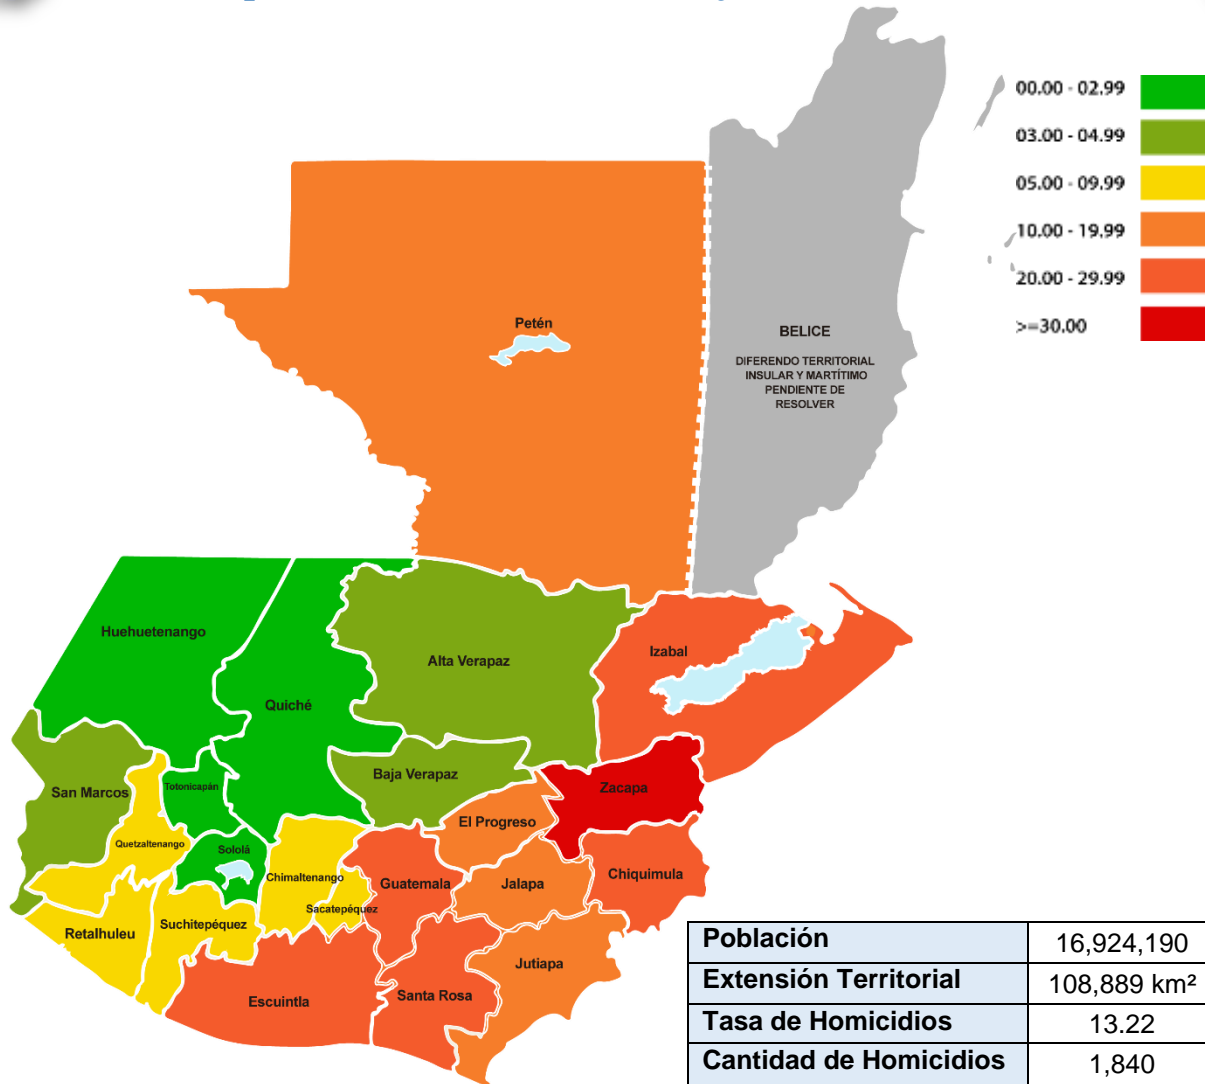 00.00 - 02.99
03.00 - 04.99
05.00 - 09.99
10.00 - 19.99
20.00 - 29.99
>=30.00
Petén
BELICE
DIFERENDO TERRITORIAL
INSULAR Y MARTÍTIMO
PENDIENTE DE
RESOLVER
Huehuetenango
Izabal
Alta Verapaz
Quiché
Baja Verapaz
Totonicapán
Zacapa
San Marcos
El Progreso
Quetzaltenango
Sololá
Chimaltenango
Guatemala
Jalapa
Chiquimula
Sacatepéquez
Suchitepéquez
Retalhuleu
Jutiapa
Santa Rosa
Escuintla
Población 16,924,190
Extensión Territorial 108,889 km²
Tasa de Homicidios 13.22
Cantidad de Homicidios 1,840